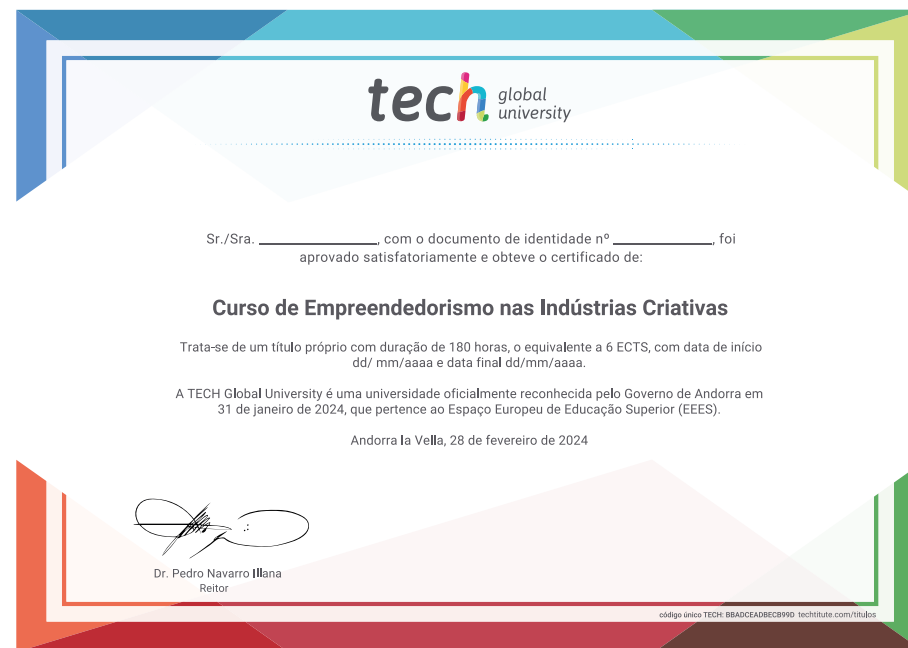 tech global
university
Sr./Sra. ________________, com o documento de identidade nº ______________, foi
aprovado satisfatoriamente e obteve o certificado de:
Curso de Empreendedorismo nas Indústrias Criativas
Trata-se de um título próprio com duração de 180 horas, o equivalente a 6 ECTS, com data de início
dd/ mm/aaaa e data final dd/mm/aaaa.
A TECH Global University é uma universidade oficialmente reconhecida pelo Governo de Andorra em
31 de janeiro de 2024, que pertence ao Espaço Europeu de Educação Superior (EEES).
Andorra la Vella, 28 de fevereiro de 2024
Dr. Pedro Navarro Illana
Reitor
código único TECH: BBADCEADBECB99D techtitute.com/titulos